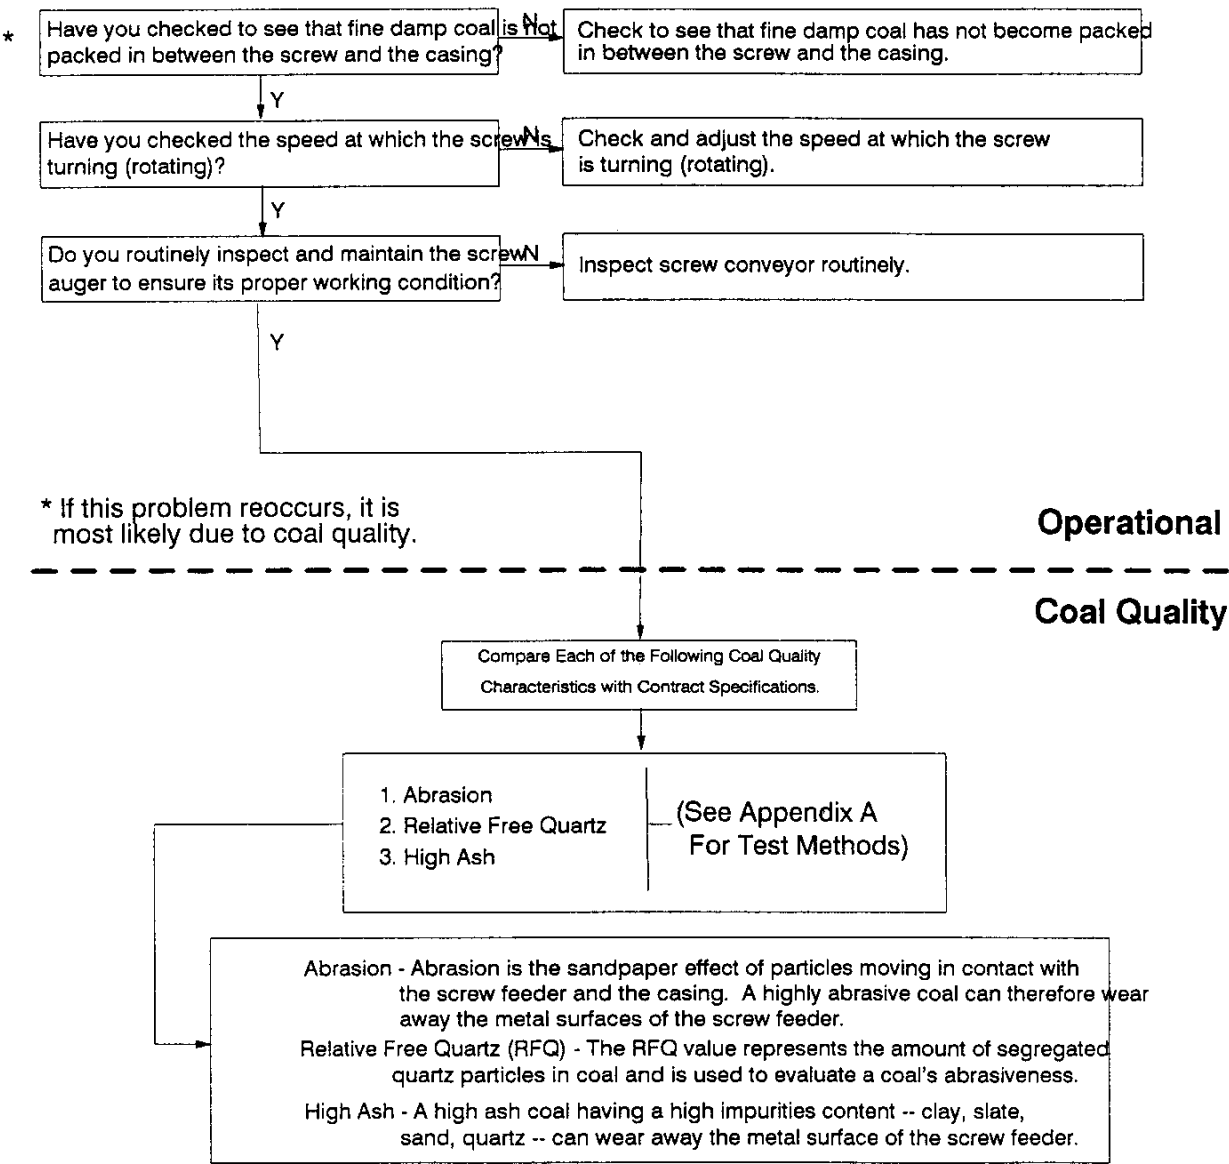 * Have you checked to see that fine damp coal is not
packed in between the screw and the casing?
N
Check to see that fine damp coal has not become packed
in between the screw and the casing.
Y
Have you checked the speed at which the screw is
turning (rotating)?
N
Check and adjust the speed at which the screw
is turning (rotating).
Y
Do you routinely inspect and maintain the screw
auger to ensure its proper working condition?
N
Inspect screw conveyor routinely.
Y
* If this problem reoccurs, it is
most likely due to coal quality.
Operational
Coal Quality
Compare Each of the Following Coal Quality
Characteristics with Contract Specifications.
1. Abrasion
2. Relative Free Quartz
3. High Ash
(See Appendix A
For Test Methods)
Abrasion - Abrasion is the sandpaper effect of particles moving in contact with
the screw feeder and the casing. A highly abrasive coal can therefore wear
away the metal surfaces of the screw feeder.
Relative Free Quartz (RFQ) - The RFQ value represents the amount of segregated
quartz particles in coal and is used to evaluate a coal's abrasiveness.
High Ash - A high ash coal having a high impurities content -- clay, slate,
sand, quartz -- can wear away the metal surface of the screw feeder.